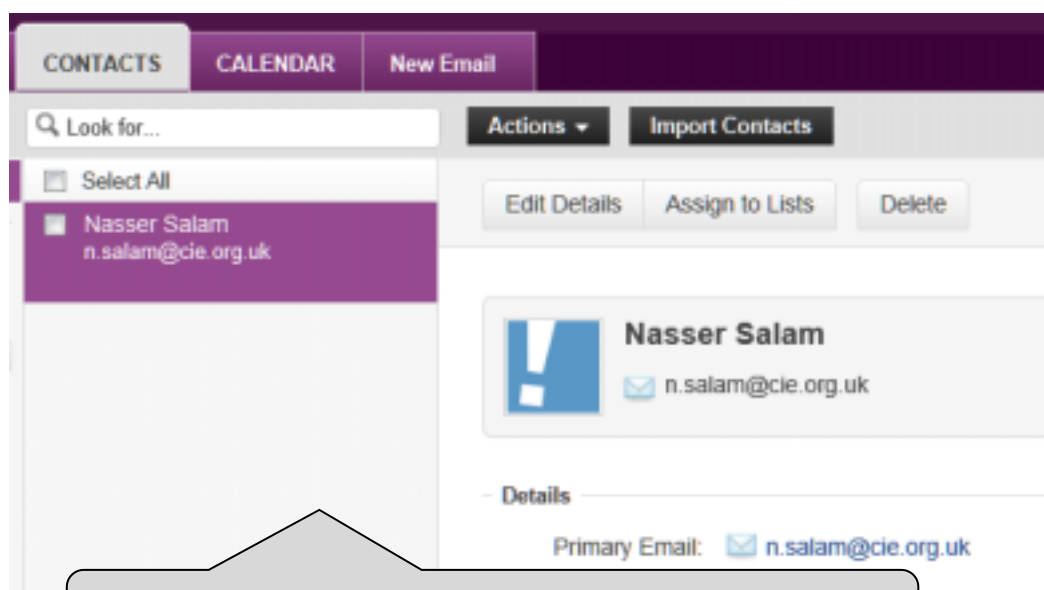 CONTACTS CALENDAR New Email
Look for...
Actions Import Contacts
Select All
Edit Details Assign to Lists Delete
Nasser Salam
n.salam@cie.org.uk
Nasser Salam
n.salam@cie.org.uk
Details
Primary Email: n.salam@cie.org.uk